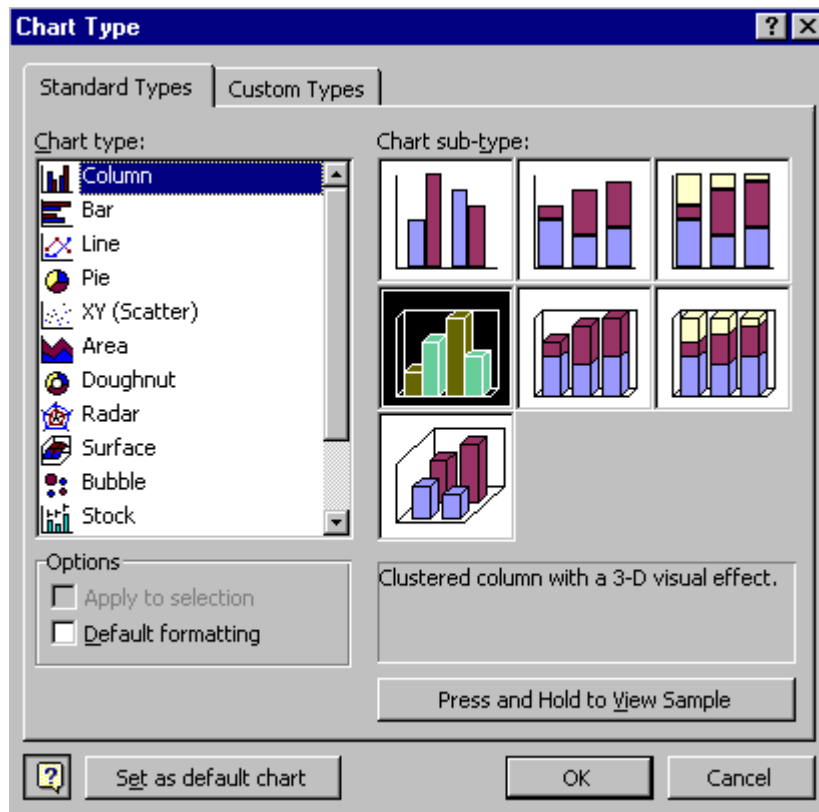 Chart Type
Standard Types
Custom Types
Chart type:
Chart sub-type:
Column
Bar
Line
Pie
XY (Scatter)
Area
Doughnut
Radar
Surface
Bubble
Stock
Options
Apply to selection
Default formatting
Clustered column with a 3-D visual effect.
Press and Hold to View Sample
Set as default chart
OK
Cancel